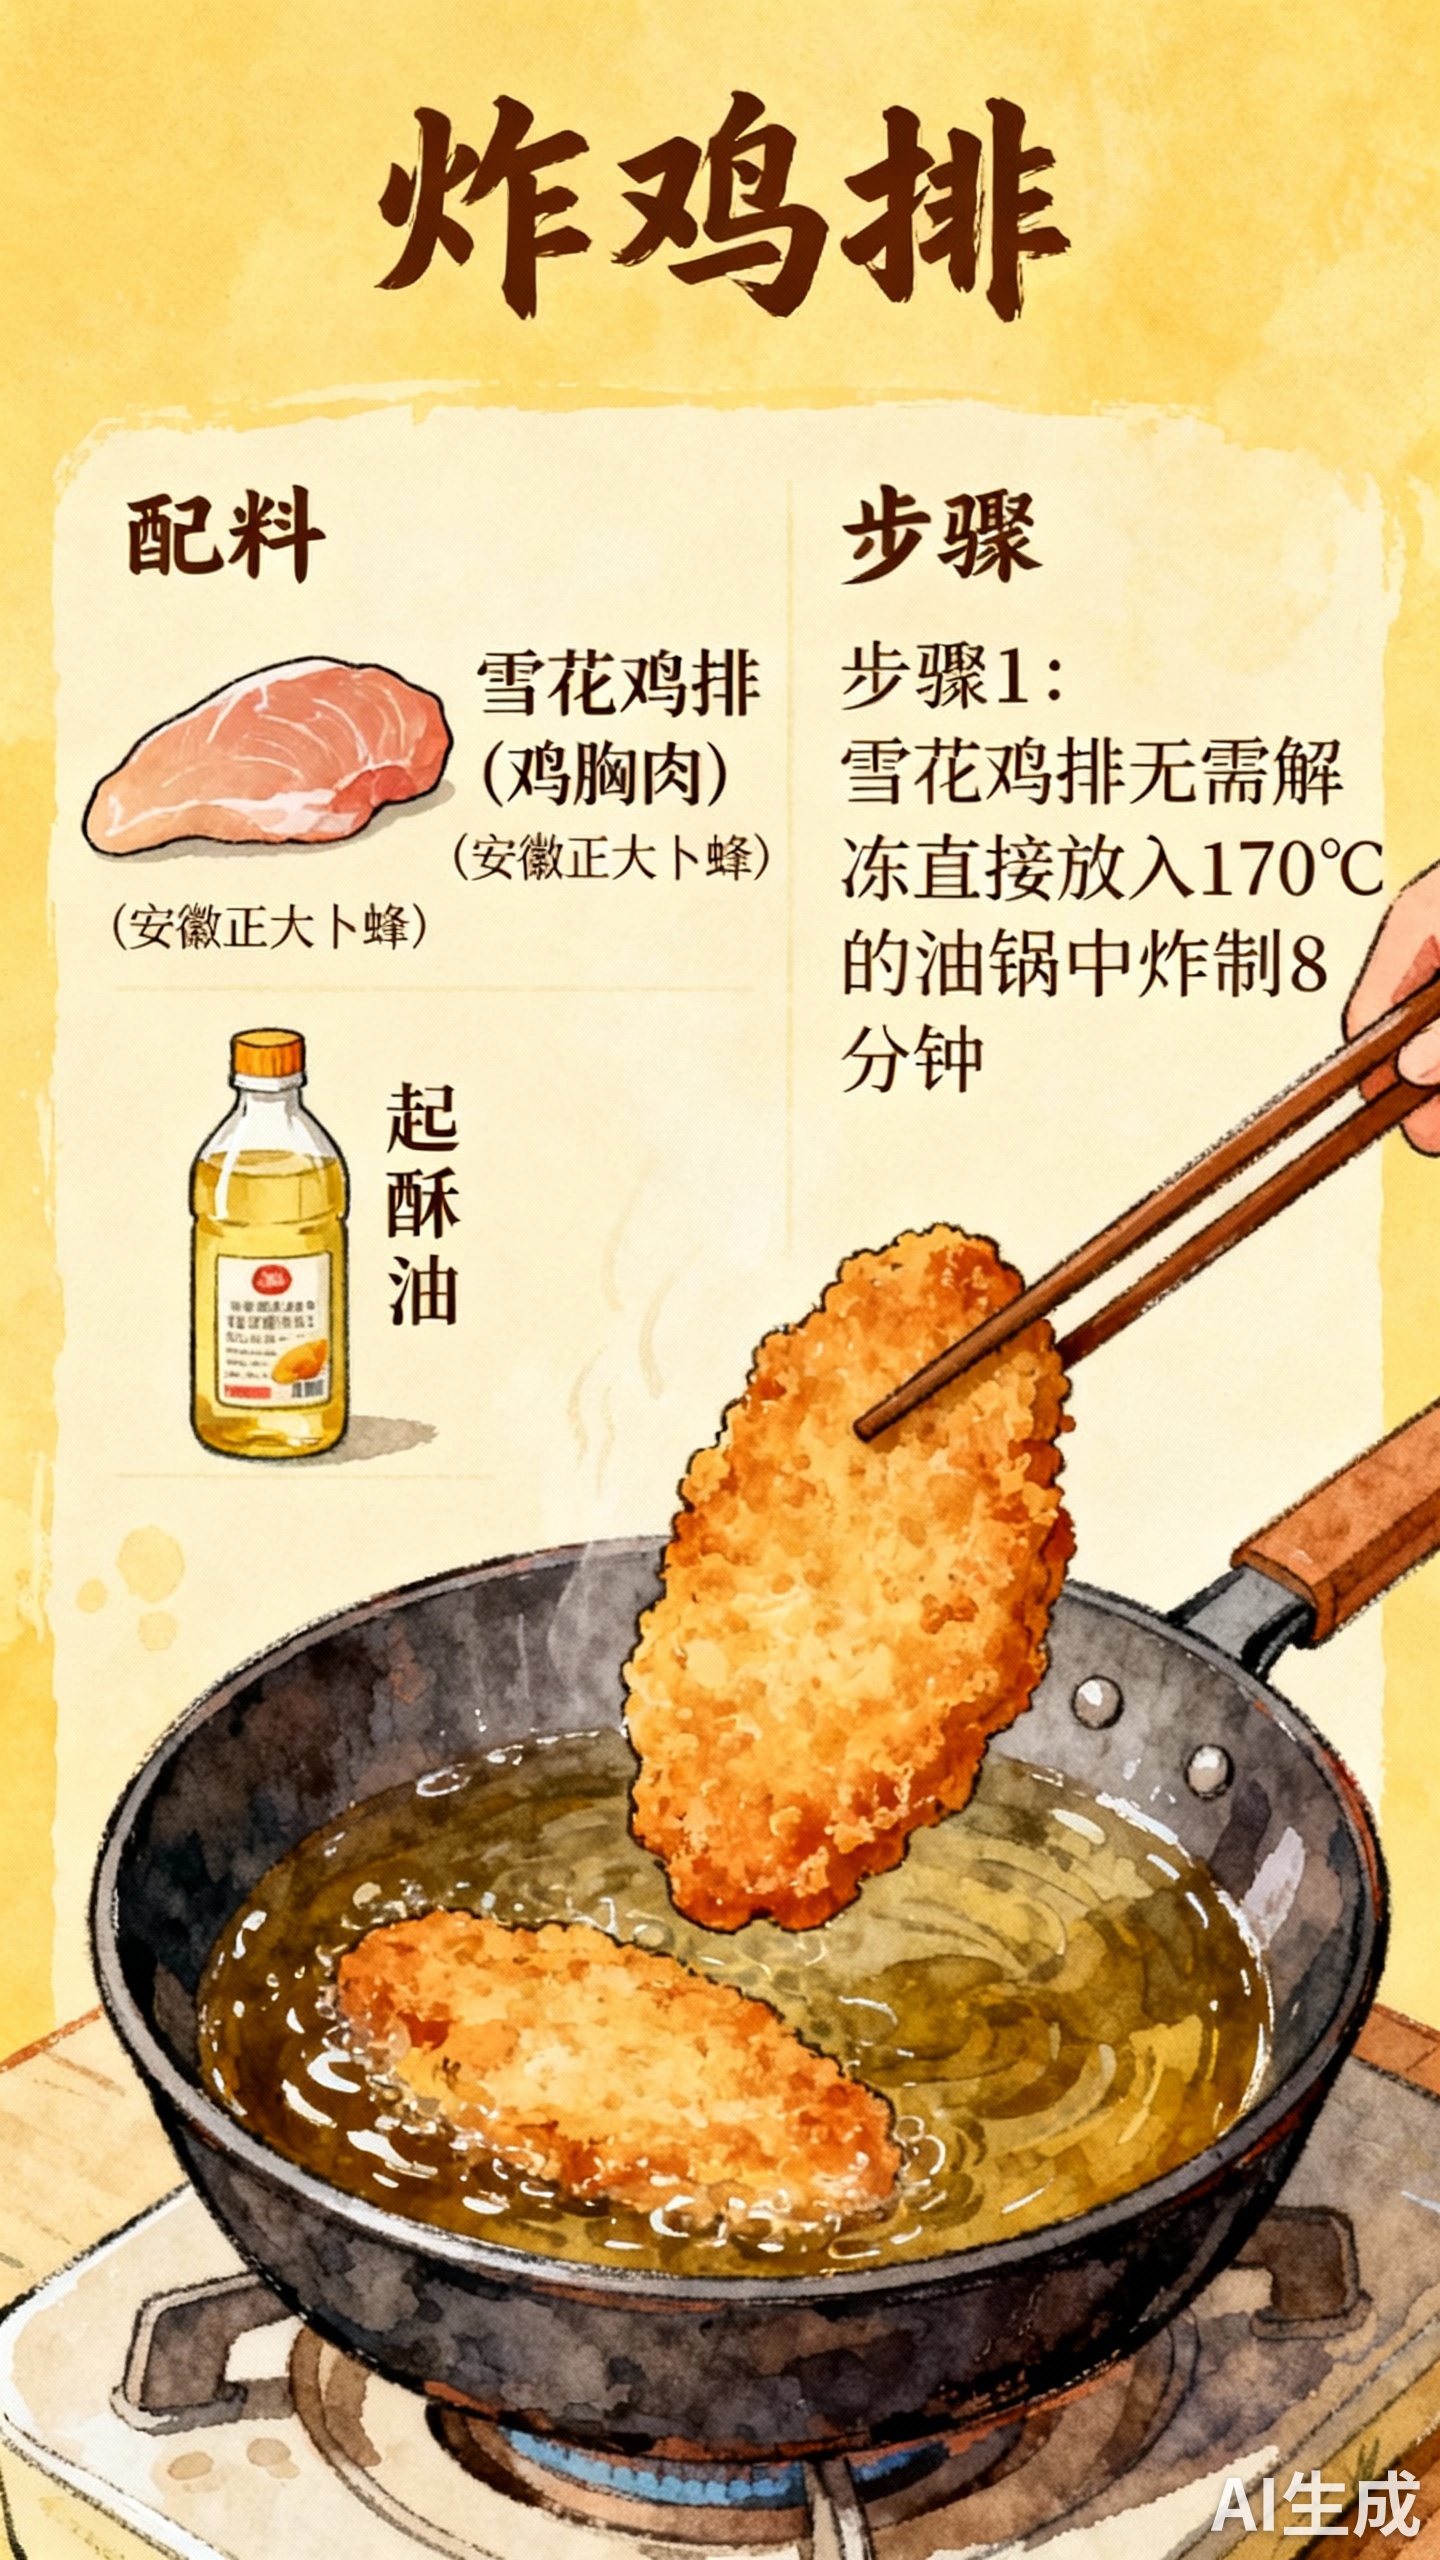 炸鸡排
配料
雪花鸡排
(鸡胸肉)
(安徽正大卜蜂)
(安徽正大卜蜂)
起酥油
步骤
步骤1：
雪花鸡排无需解
冻直接放入170℃
的油锅中炸制8
分钟
AI生成